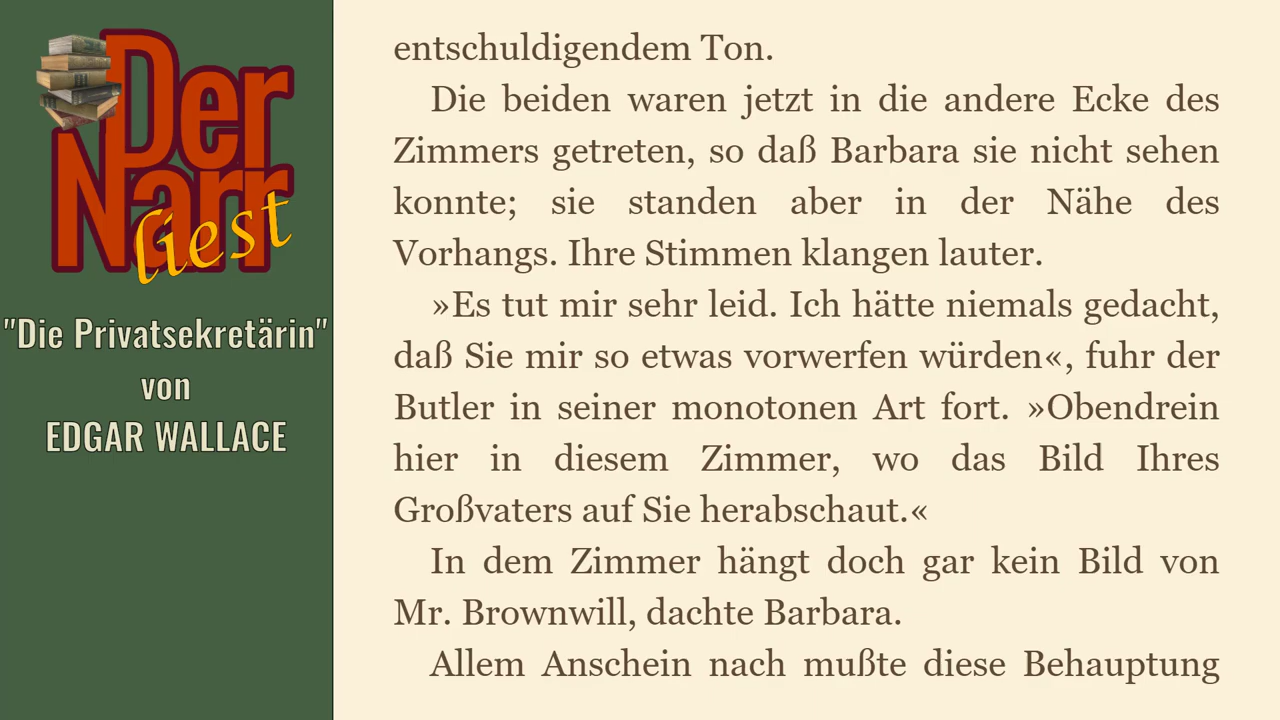 Der
Narr
liest
"Die Privatsekretärin"
von
EDGAR WALLACE
entschuldigendem Ton.
Die beiden waren jetzt in die andere Ecke des
Zimmers getreten, so daß Barbara sie nicht sehen
konnte; sie standen aber in der Nähe des
Vorhangs. Ihre Stimmen klangen lauter.
»Es tut mir sehr leid. Ich hätte niemals gedacht,
daß Sie mir so etwas vorwerfen würden«, fuhr der
Butler in seiner monotonen Art fort. »Obendrein
hier in diesem Zimmer, wo das Bild Ihres
Großvaters auf Sie herabschaut.«
In dem Zimmer hängt doch gar kein Bild von
Mr. Brownwill, dachte Barbara.
Allem Anschein nach mußte diese Behauptung